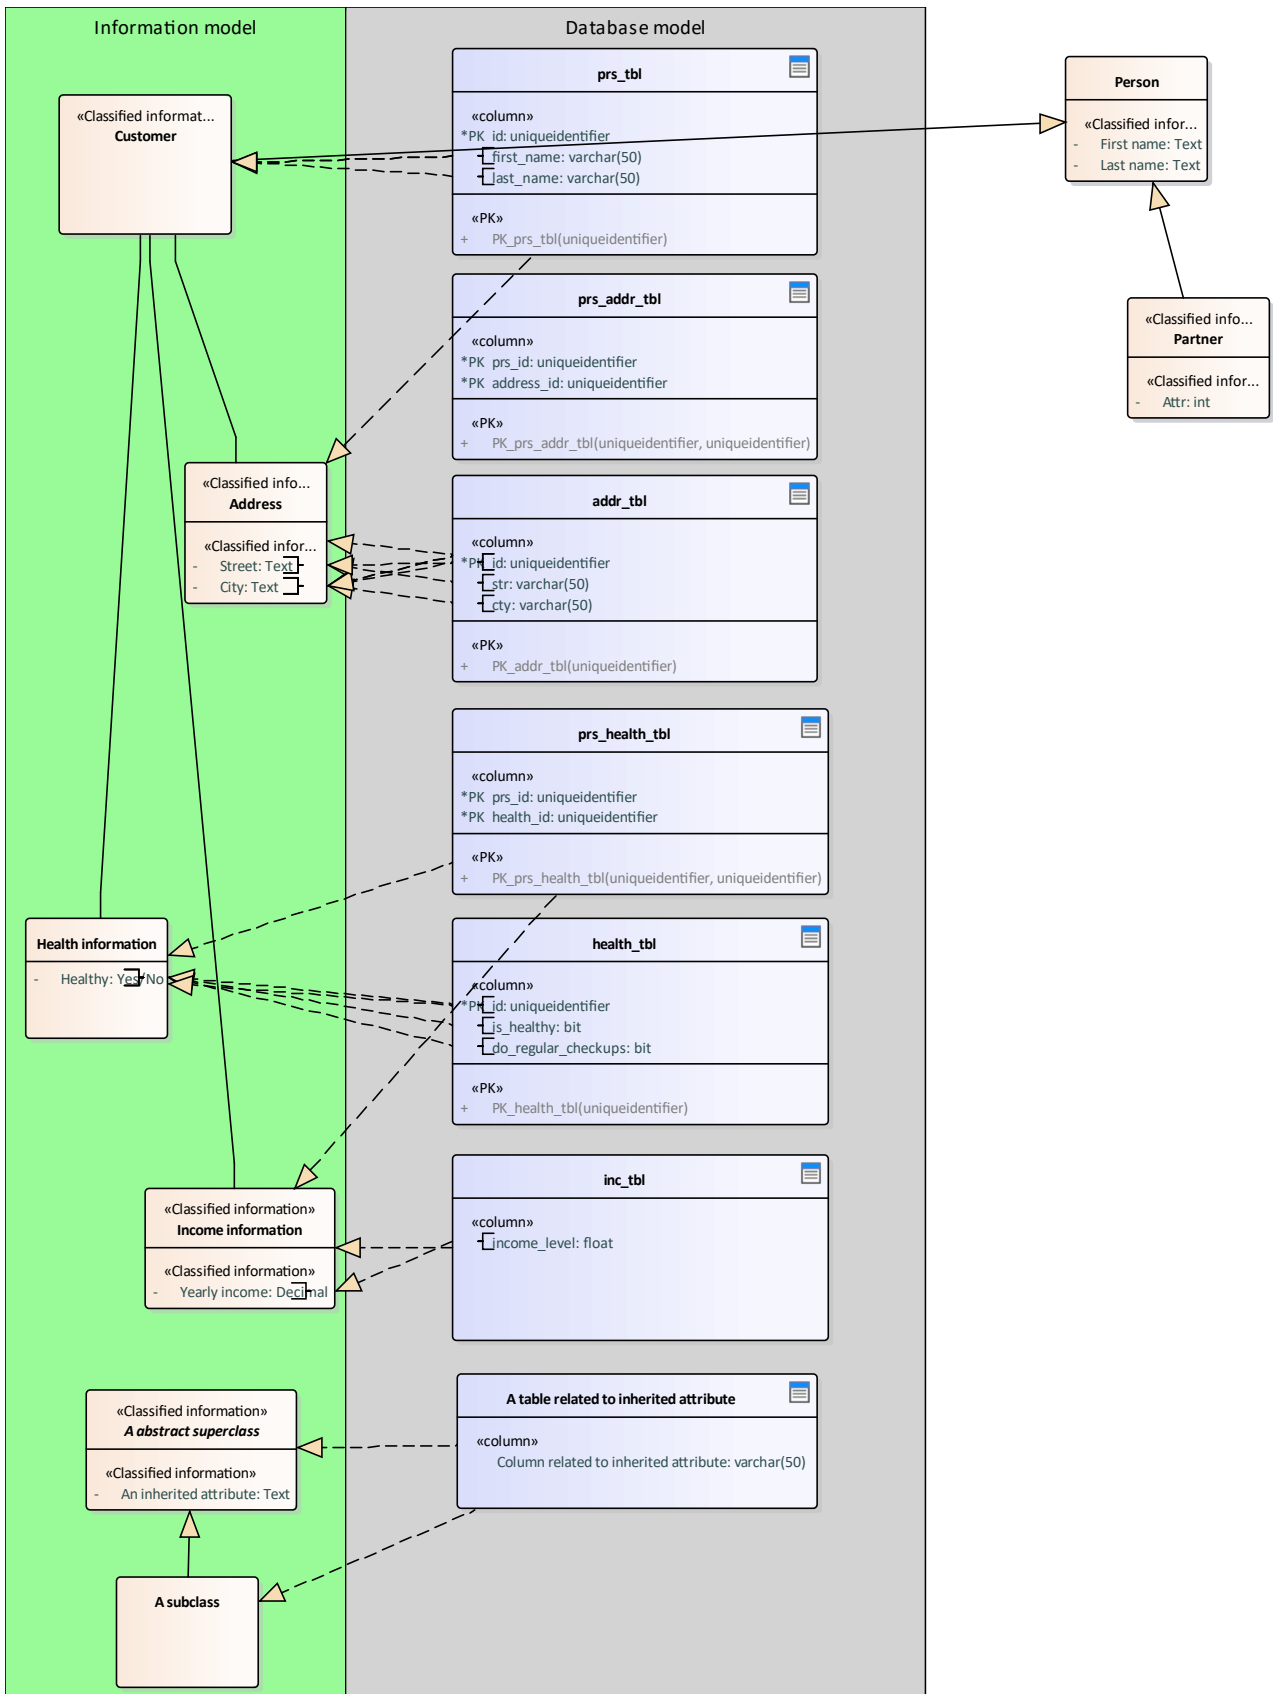 Information model
Database model
«Classified informat...
Customer
prs_tbl
«column»
*PK id: uniqueidentifier
first_name: varchar(50)
last_name: varchar(50)
«PK»
+ PK_prs_tbl(uniqueidentifier)
Person
«Classified infor...
- First name: Text
- Last name: Text
prs_addr_tbl
«column»
*PK prs_id: uniqueidentifier
*PK address_id: uniqueidentifier
«PK»
+ PK_prs_addr_tbl(uniqueidentifier, uniqueidentifier)
«Classified info...
Partner
«Classified infor...
- Attr: int
«Classified info...
Address
«Classified infor...
- Street: Text
- City: Text
addr_tbl
«column»
*PK id: uniqueidentifier
str: varchar(50)
cty: varchar(50)
«PK»
+ PK_addr_tbl(uniqueidentifier)
prs_health_tbl
«column»
*PK prs_id: uniqueidentifier
*PK health_id: uniqueidentifier
«PK»
+ PK_prs_health_tbl(uniqueidentifier, uniqueidentifier)
Health information
- Healthy: Yes/No
health_tbl
«column»
*PK id: uniqueidentifier
is_healthy: bit
do_regular_checkups: bit
«PK»
+ PK_health_tbl(uniqueidentifier)
«Classified information»
Income information
«Classified information»
- Yearly income: Decimal
inc_tbl
«column»
income_level: float
«Classified information»
A abstract superclass
«Classified information»
- An inherited attribute: Text
A table related to inherited attribute
«column»
Column related to inherited attribute: varchar(50)
A subclass